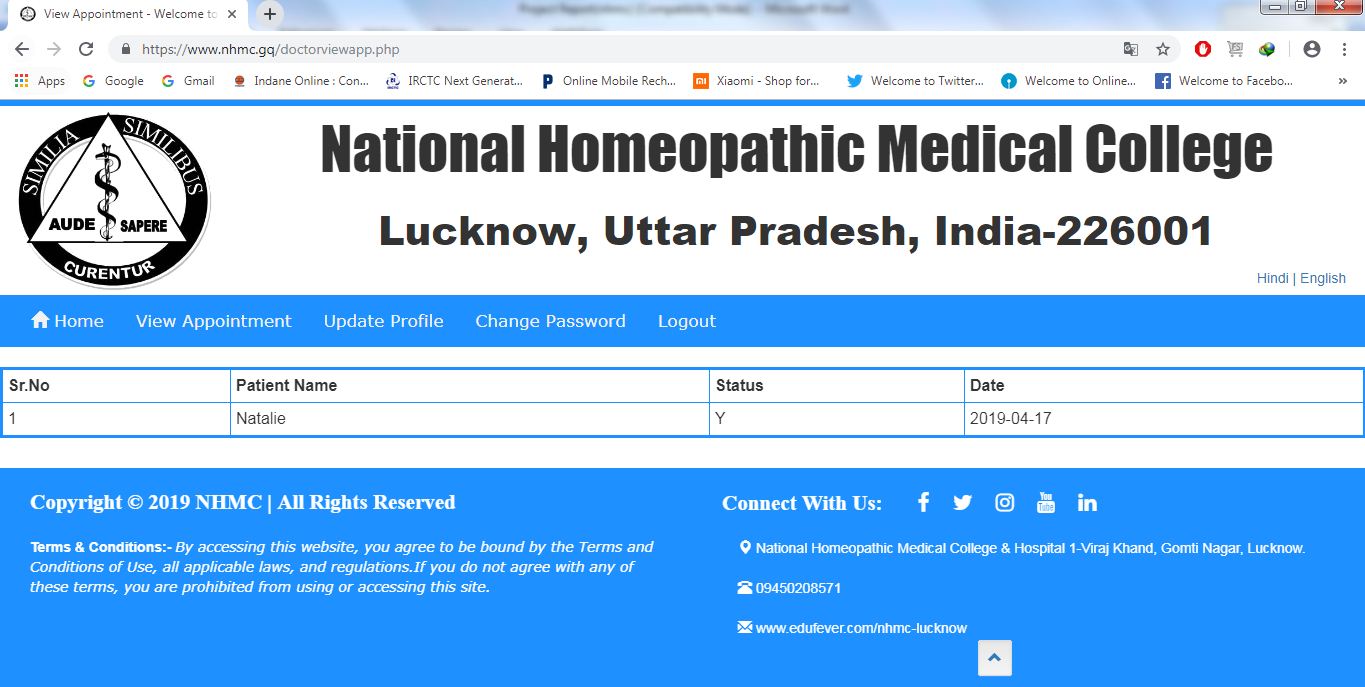 Project Report(nhmc) [Compatibility Mode] - Microsoft Word
View Appointment - Welcome to
https://www.nhmc.gq/doctorviewapp.php
Apps Google Gmail Indane Online : Con... IRCTC Next Generat... Online Mobile Rech... Xiaomi - Shop for... Welcome to Twitter... Welcome to Online... Welcome to Facebo... »
SIMILIA SIMILIBUS
AUDE SAPERE
CURENTUR
National Homeopathic Medical College
Lucknow, Uttar Pradesh, India-226001
Hindi | English
Home View Appointment Update Profile Change Password Logout
Sr.No Patient Name Status Date
1 Natalie Y 2019-04-17
Copyright © 2019 NHMC | All Rights Reserved
Terms & Conditions:- By accessing this website, you agree to be bound by the Terms and
Conditions of Use, all applicable laws, and regulations.If you do not agree with any of
these terms, you are prohibited from using or accessing this site.
Connect With Us:
You Tube
National Homeopathic Medical College & Hospital 1-Viraj Khand, Gomti Nagar, Lucknow.
09450208571
www.edufever.com/nhmc-lucknow